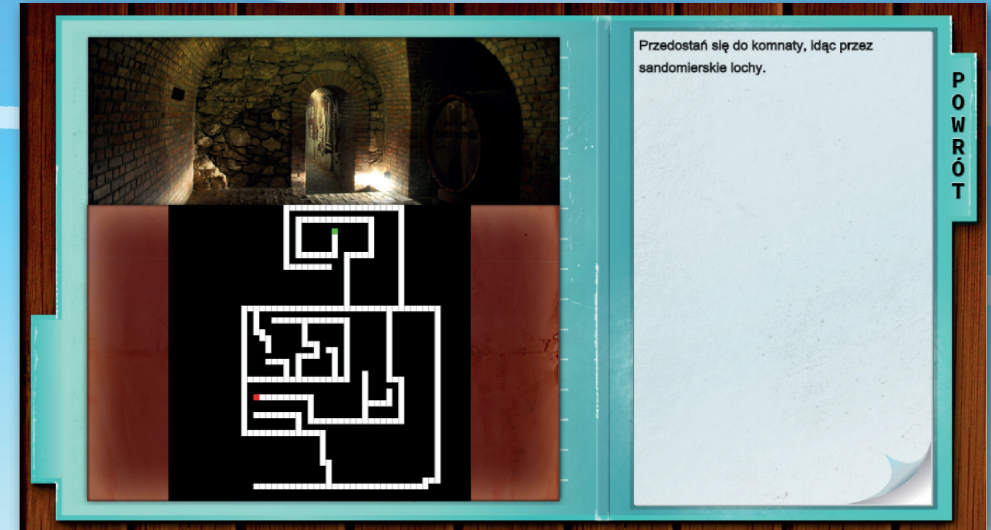 Przedostań się do komnaty, idąc przez
sandomierskie lochy.
POWRÓT